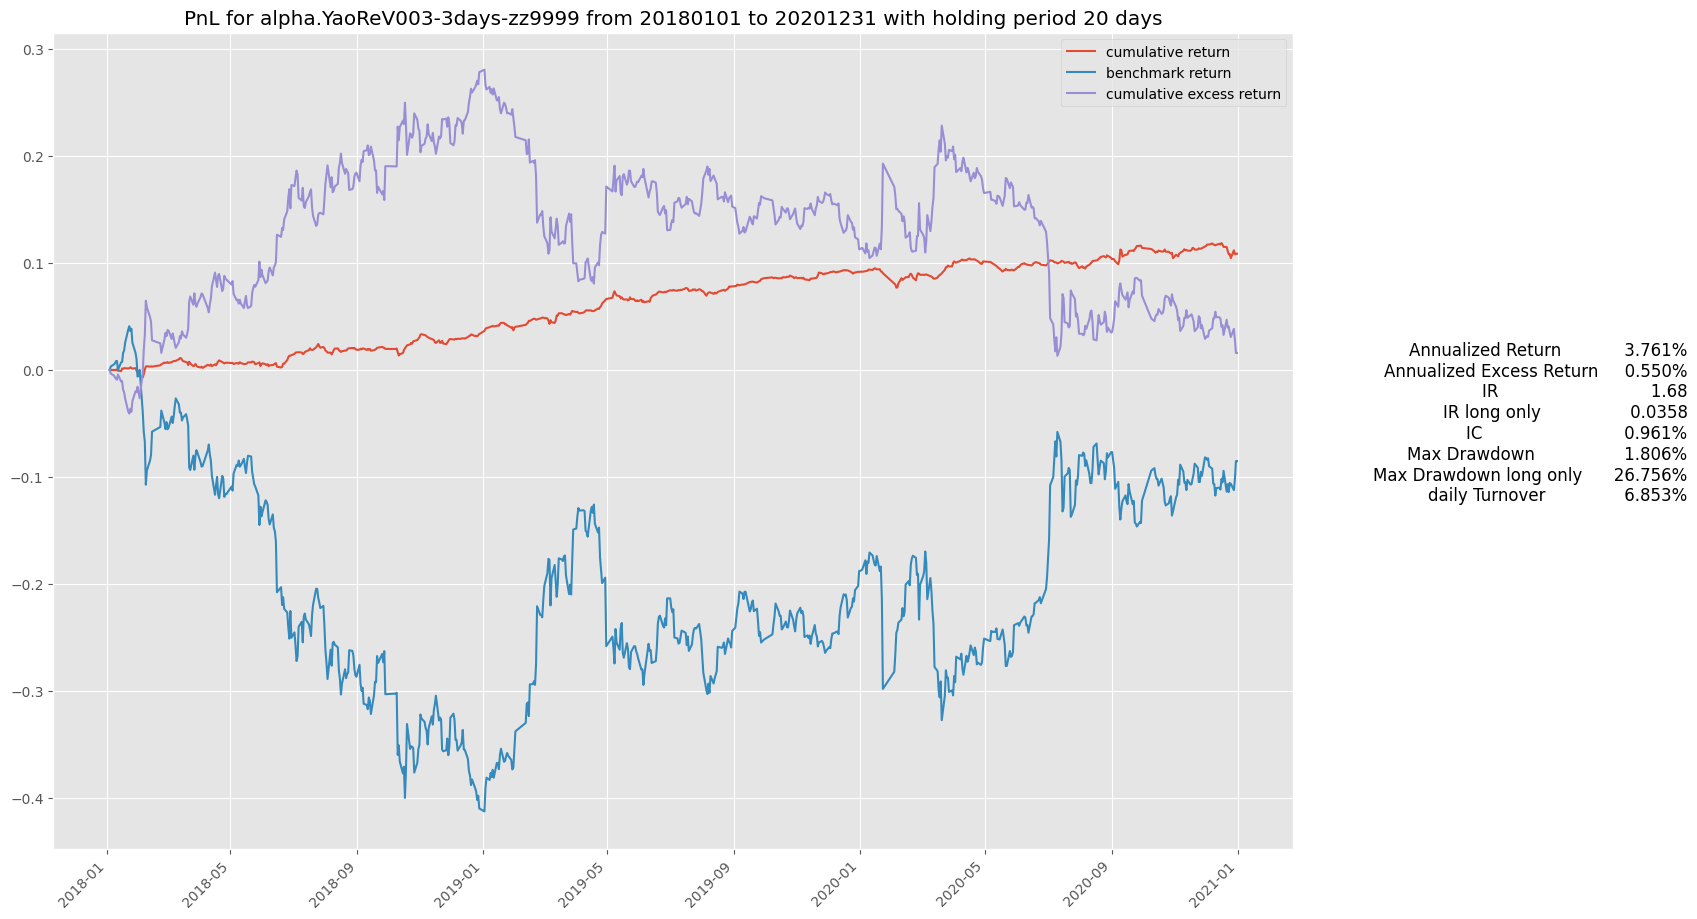 PnL for alpha.YaoReV003-3days-zz9999 from 20180101 to 20201231 with holding period 20 days
cumulative return
benchmark return
cumulative excess return
0.3
0.2
0.1
0.0
−0.1
−0.2
−0.3
−0.4
2018-01
2018-05
2018-09
2019-01
2019-05
2019-09
2020-01
2020-05
2020-09
2021-01
Annualized Return 3.761%
Annualized Excess Return 0.550%
IR 1.68
IR long only 0.0358
IC 0.961%
Max Drawdown 1.806%
Max Drawdown long only 26.756%
daily Turnover 6.853%